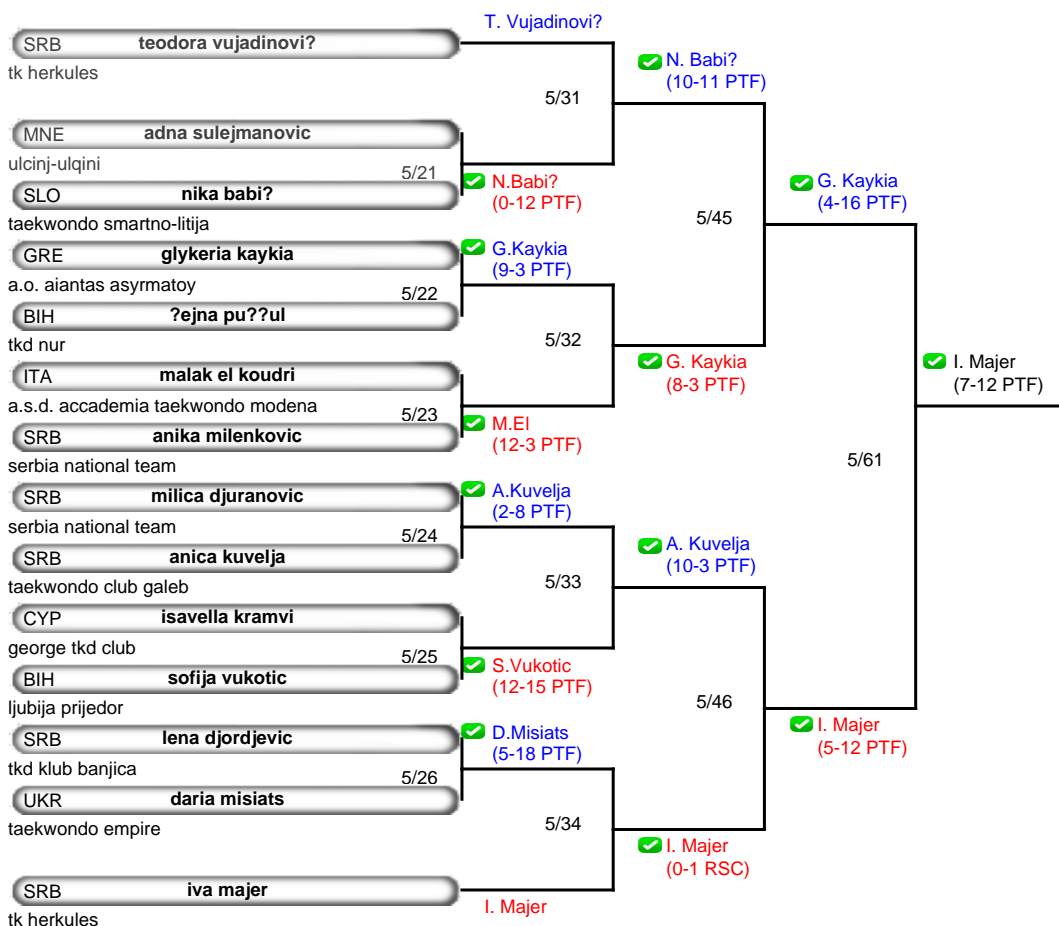 T. Vujadinovi?
SRB teodora vujadinovi?
tk herkules
N. Babi?
(10-11 PTF)
5/31
MNE adna sulejmanovic
ulcinj-ulqini
5/21
SLO nika babi?
taekwondo smartno-litija
N.Babi?
(0-12 PTF)
G. Kaykia
(4-16 PTF)
5/45
GRE glykeria kaykia
a.o. aiantas asyrmatoy
G.Kaykia
(9-3 PTF)
5/22
BIH ?ejna pu??ul
tkd nur
5/32
ITA malak el koudri
a.s.d. accademia taekwondo modena
G. Kaykia
(8-3 PTF)
I. Majer
(7-12 PTF)
5/23
SRB anika milenkovic
serbia national team
M.El
(12-3 PTF)
5/61
SRB milica djuranovic
serbia national team
A.Kuvelja
(2-8 PTF)
5/24
SRB anica kuvelja
taekwondo club galeb
A. Kuvelja
(10-3 PTF)
5/33
CYP isavella kramvi
george tkd club
5/25
BIH sofija vukotic
ljubija prijedor
S.Vukotic
(12-15 PTF)
5/46
SRB lena djordjevic
tkd klub banjica
D.Misiats
(5-18 PTF)
I. Majer
(5-12 PTF)
5/26
UKR daria misiats
taekwondo empire
5/34
I. Majer
(0-1 RSC)
SRB iva majer
tk herkules
I. Majer